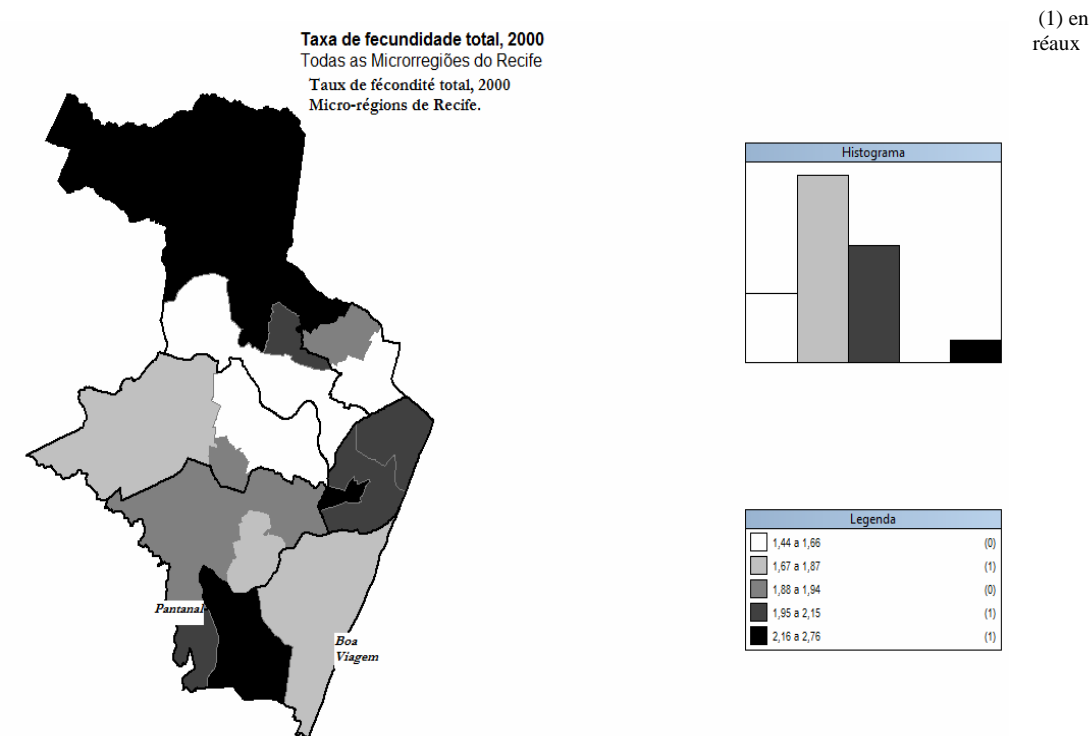 (1) en
réaux
Taxa de fecundidade total, 2000
Todas as Microrregiões do Recife
Taux de fécondité total, 2000
Micro-régions de Recife.
Histograma
Legenda
1,44 a 1,66 (0)
1,67 a 1,87 (1)
1,88 a 1,94 (0)
1,95 a 2,15 (1)
2,16 a 2,76 (1)
Pantanal
Boa
Viagem